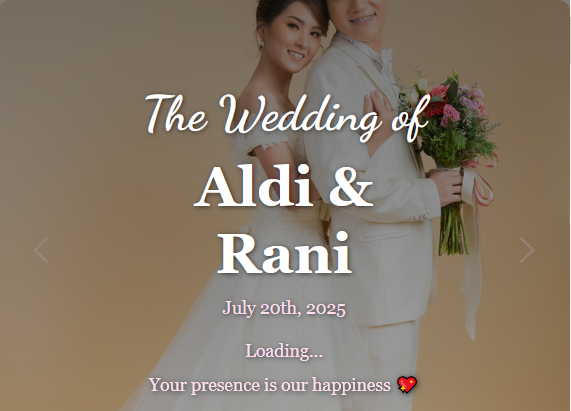 The Wedding of
Aldi &
Rani
July 20th, 2025
Loading...
Your presence is our happiness 💖